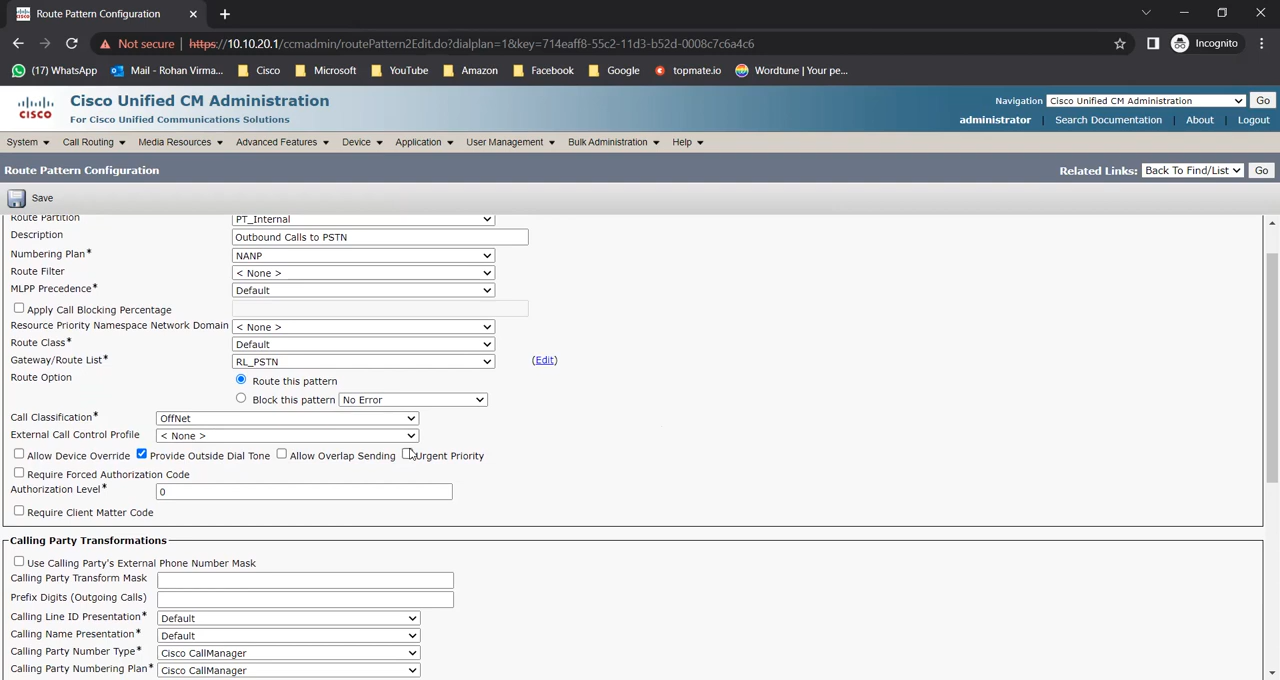 Route Pattern Configuration
Not secure | https://10.10.20.1/ccmadmin/routePattern2Edit.do?dialplan=1&key=714eaff8-55c2-11d3-b52d-0008c7c6a4c6
Incognito
(17) WhatsApp
Mail - Rohan Virma...
Cisco
Microsoft
YouTube
Amazon
Facebook
Google
topmate.io
Wordtune | Your pe...
cisco
Cisco Unified CM Administration
For Cisco Unified Communications Solutions
Navigation Cisco Unified CM Administration Go
administrator | Search Documentation | About | Logout
System Call Routing Media Resources Advanced Features Device Application User Management Bulk Administration Help
Route Pattern Configuration
Related Links: Back To Find/List Go
Save
Route Partition PT_Internal
Description Outbound Calls to PSTN
Numbering Plan* NANP
Route Filter < None >
MLPP Precedence* Default
Apply Call Blocking Percentage
Resource Priority Namespace Network Domain < None >
Route Class* Default
Gateway/Route List* RL_PSTN (Edit)
Route Option Route this pattern
Block this pattern No Error
Call Classification* OffNet
External Call Control Profile < None >
Allow Device Override Provide Outside Dial Tone Allow Overlap Sending Urgent Priority
Require Forced Authorization Code
Authorization Level* 0
Require Client Matter Code
Calling Party Transformations
Use Calling Party's External Phone Number Mask
Calling Party Transform Mask
Prefix Digits (Outgoing Calls)
Calling Line ID Presentation* Default
Calling Name Presentation* Default
Calling Party Number Type* Cisco CallManager
Calling Party Numbering Plan* Cisco CallManager